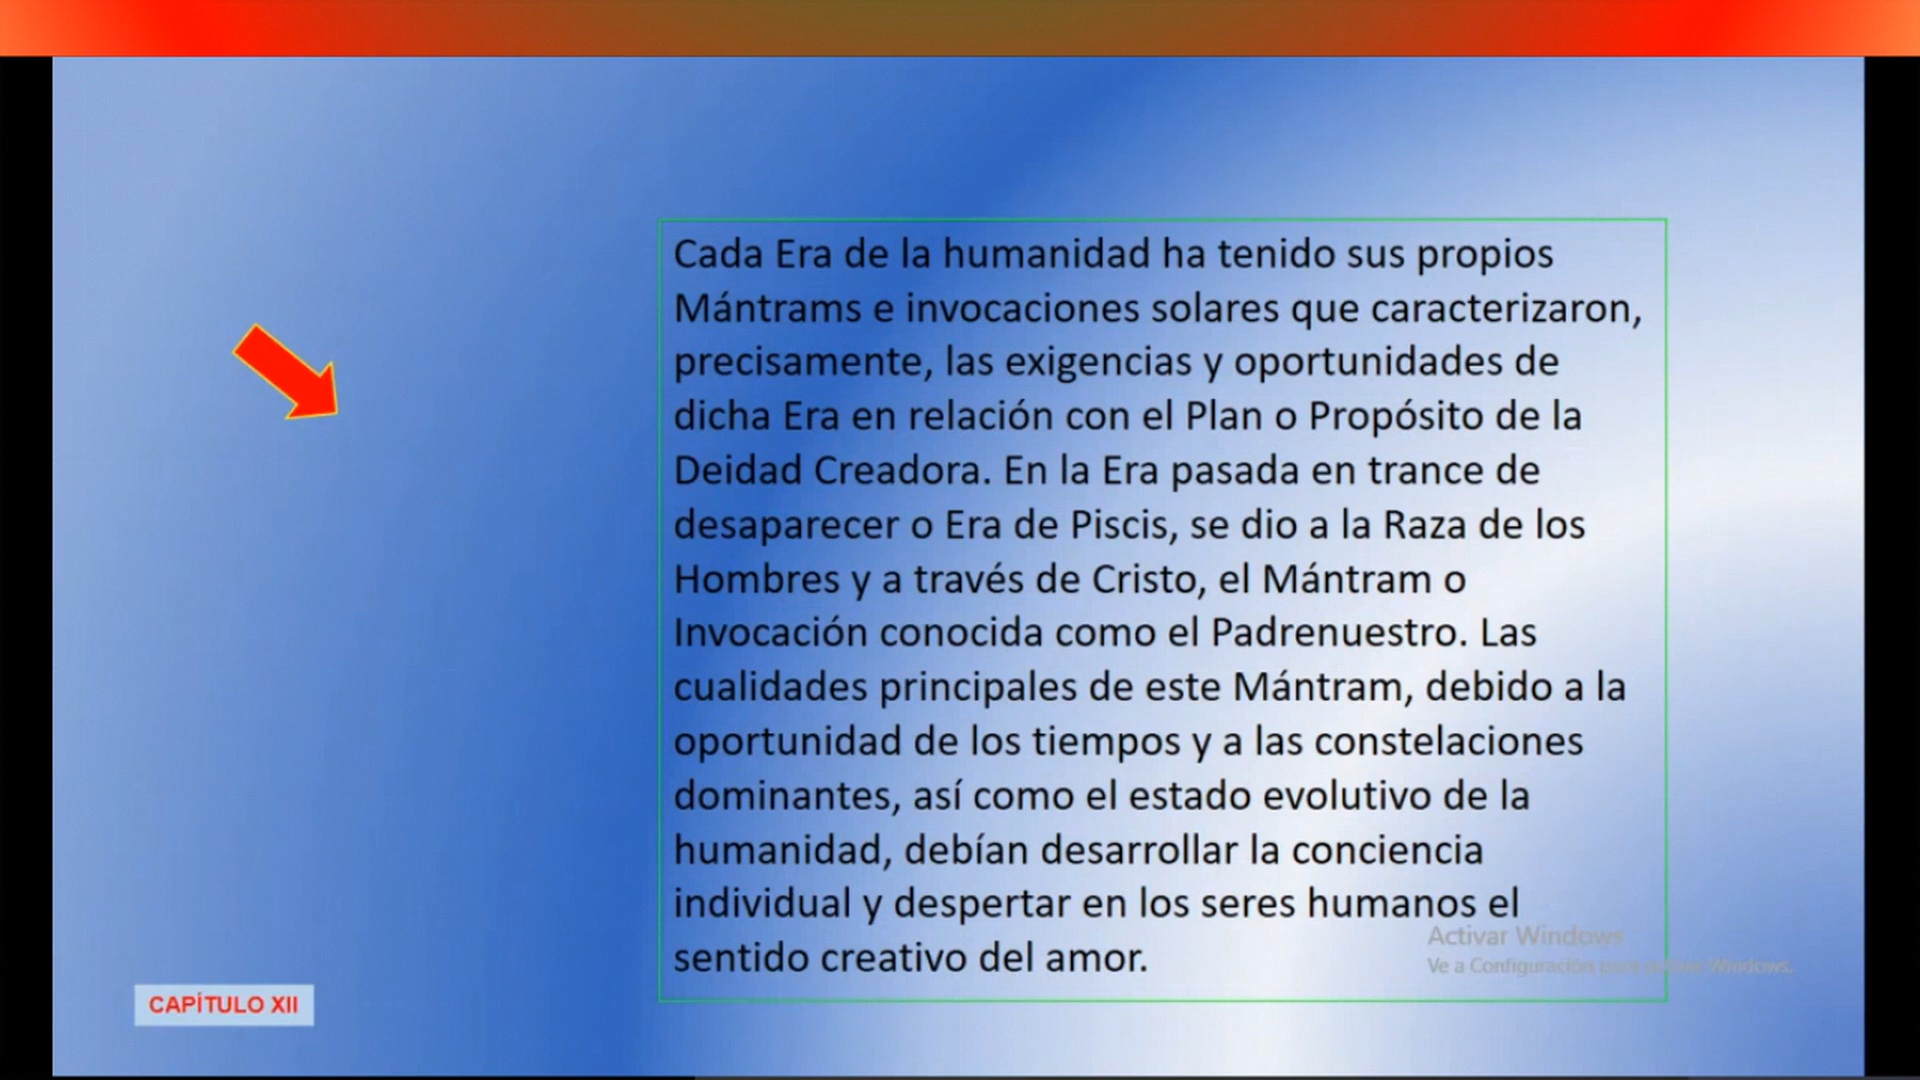 Cada Era de la humanidad ha tenido sus propios
Mántrams e invocaciones solares que caracterizaron,
precisamente, las exigencias y oportunidades de
dicha Era en relación con el Plan o Propósito de la
Deidad Creadora. En la Era pasada en trance de
desaparecer o Era de Piscis, se dio a la Raza de los
Hombres y a través de Cristo, el Mántram o
Invocación conocida como el Padrenuestro. Las
cualidades principales de este Mántram, debido a la
oportunidad de los tiempos y a las constelaciones
dominantes, así como el estado evolutivo de la
humanidad, debían desarrollar la conciencia
individual y despertar en los seres humanos el
sentido creativo del amor.
Activar Windows
Ve a Configuración para activar Windows.
CAPÍTULO XII